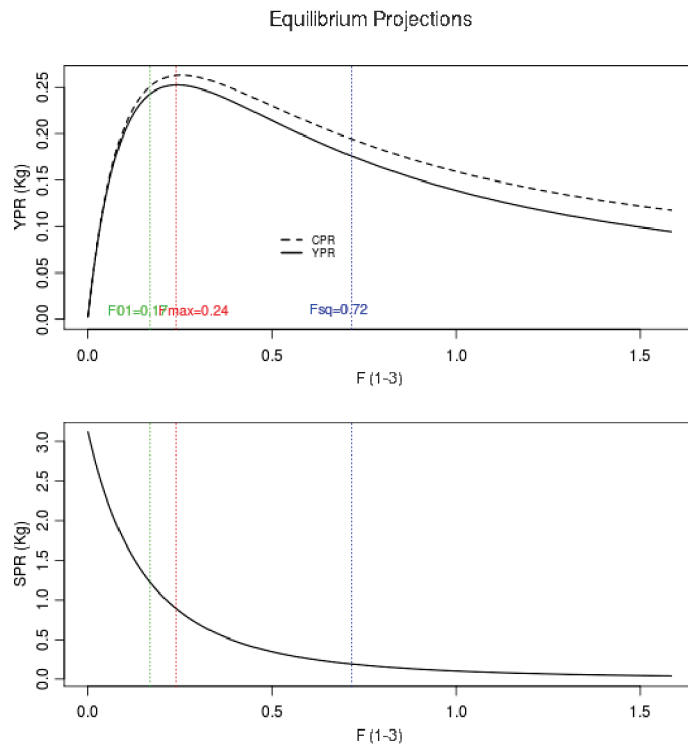 Equilibrium Projections
0.25
0.20
0.15
0.10
0.05
0.00
YPR (Kg)
CPR
YPR
F01=0.17
Fmax=0.24
Fsq=0.72
0.0 0.5 1.0 1.5
F (1-3)
3.0
2.5
2.0
1.5
1.0
0.5
0.0
SPR (Kg)
0.0 0.5 1.0 1.5
F (1-3)